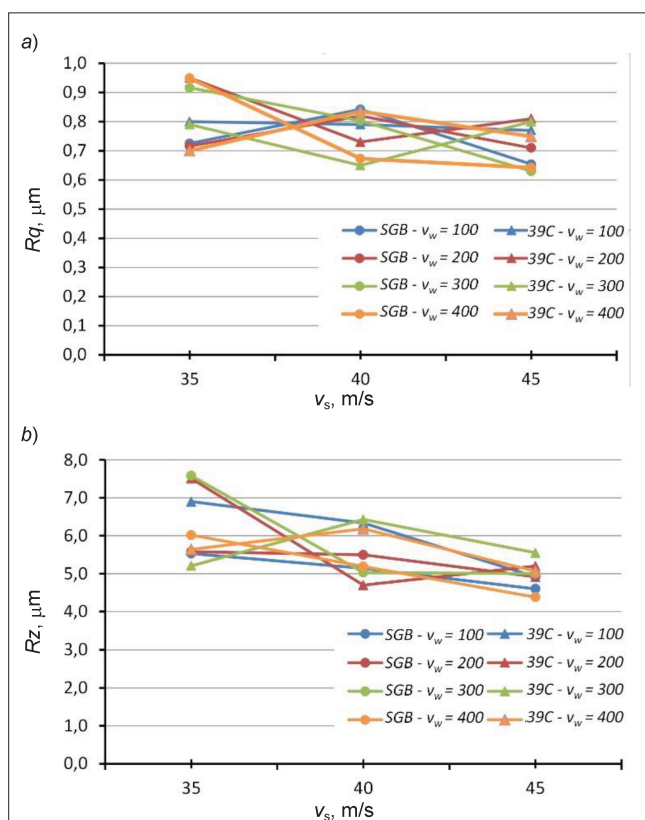 a)
1,0
0,9
0,8
0,7
0,6
0,5
0,4
0,3
0,2
0,1
0,0
Rq, μm
SGB - vw = 100 39C - vw = 100
SGB - vw = 200 39C - vw = 200
SGB - vw = 300 39C - vw = 300
SGB - vw = 400 39C - vw = 400
35 40 45
vs, m/s
b)
8,0
7,0
6,0
5,0
4,0
3,0
2,0
1,0
0,0
Rz, μm
SGB - vw = 100 39C - vw = 100
SGB - vw = 200 39C - vw = 200
SGB - vw = 300 39C - vw = 300
SGB - vw = 400 39C - vw = 400
35 40 45
vs, m/s